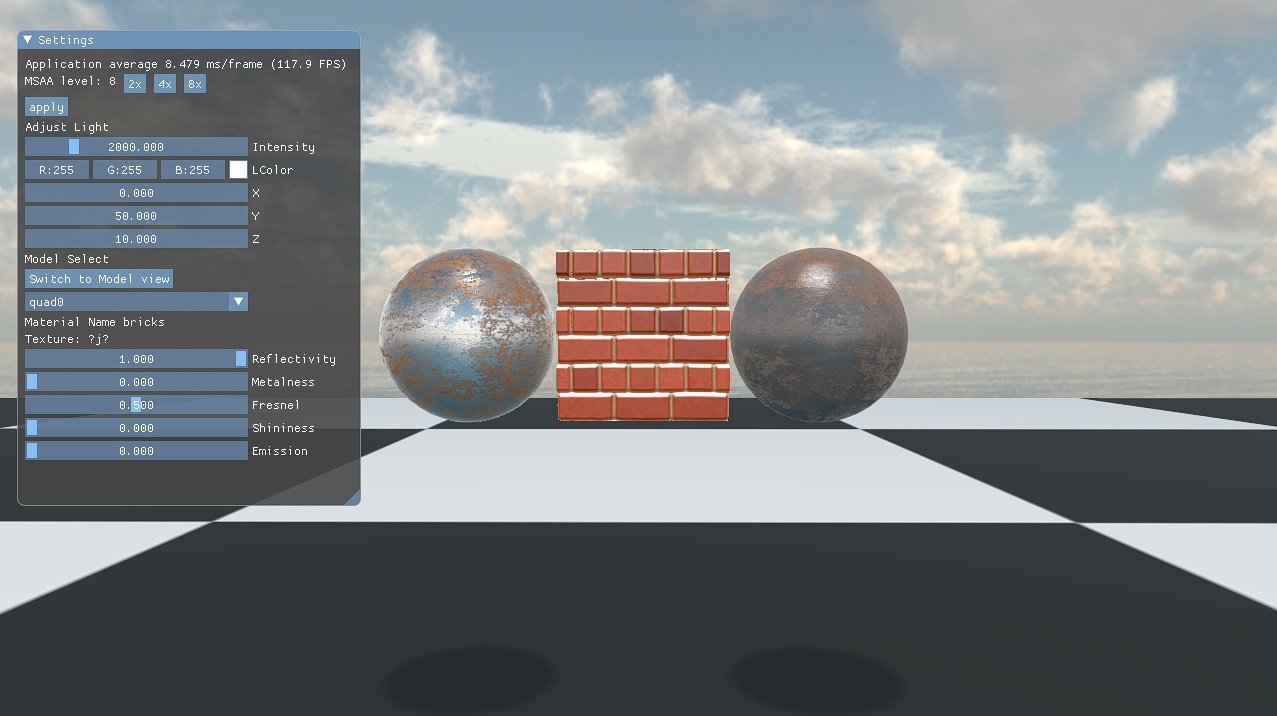 Settings
Application average 8.479 ms/frame (117.9 FPS)
MSAA level: 8 2x 4x 8x
apply
Adjust Light
2000.000 Intensity
R:255 G:255 B:255 LColor
0.000 X
50.000 Y
10.000 Z
Model Select
Switch to Model view
quad0
Material Name bricks
Texture: ?j?
1.000 Reflectivity
0.000 Metalness
0.500 Fresnel
0.000 Shininess
0.000 Emission